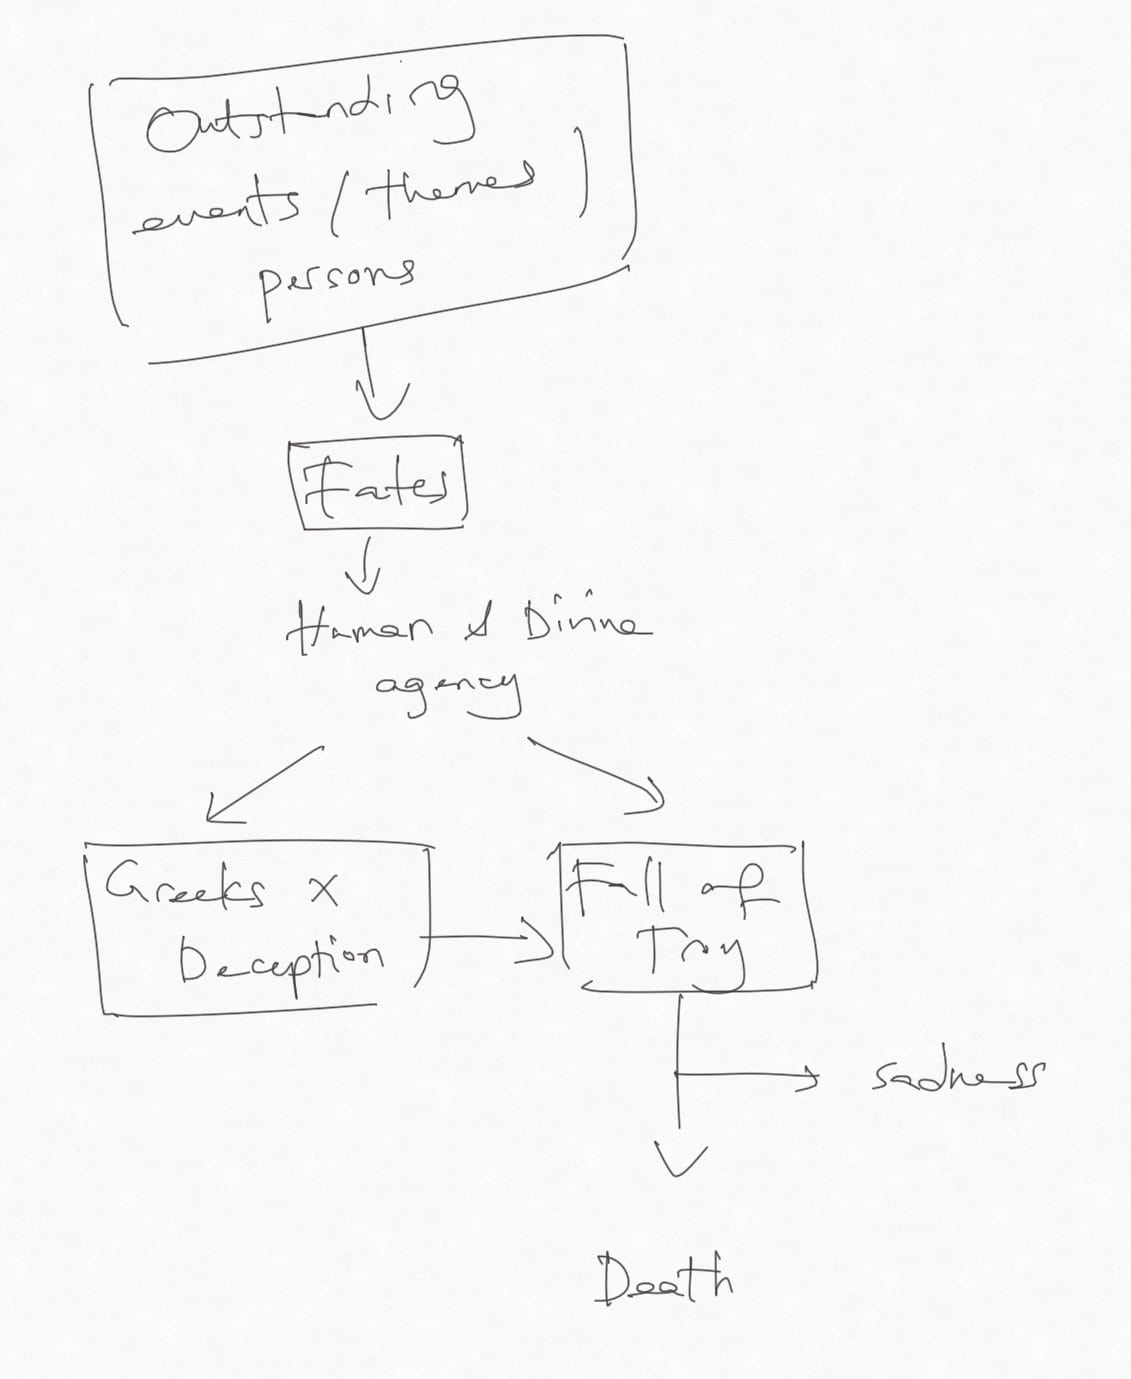 Outstanding
events / themes /
persons
Fates
Human & Divine
agency
Greeks x
Deception
Fall of
Troy
sadness
Death